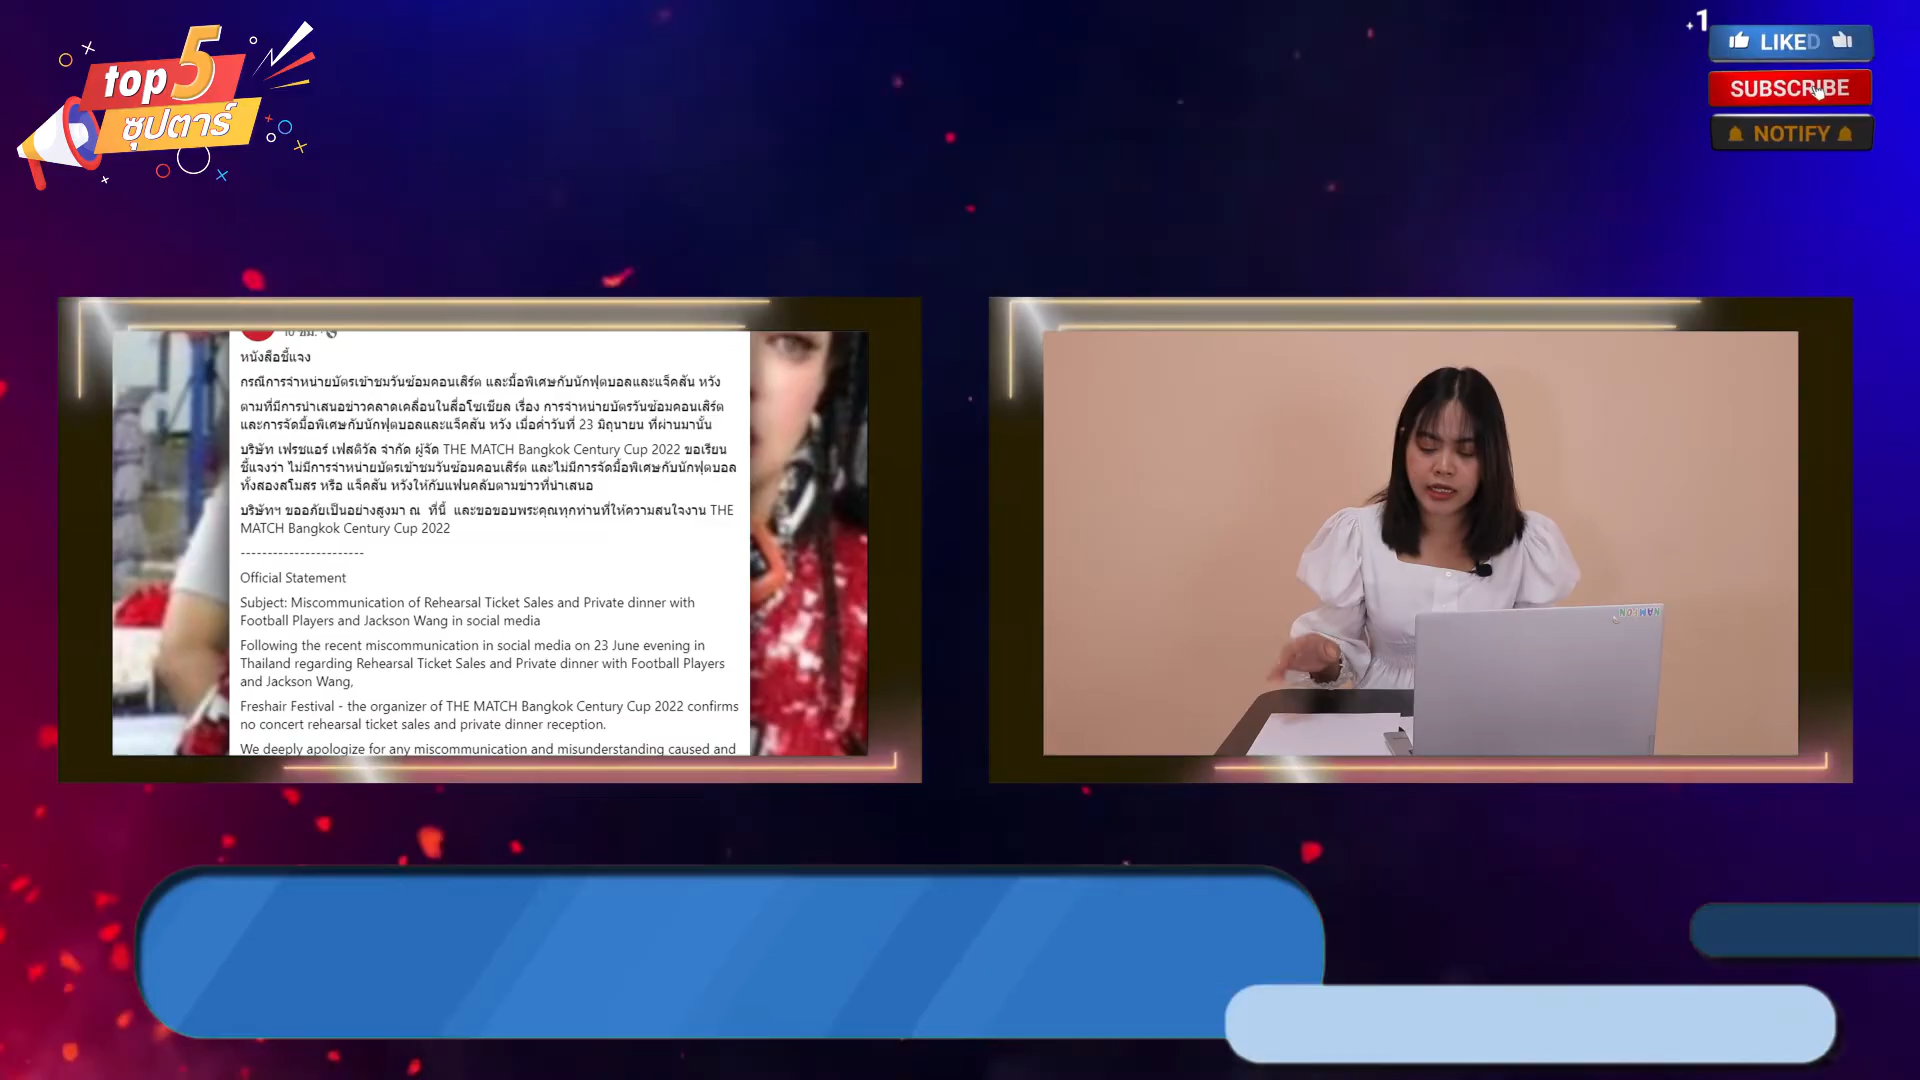 top 5
ซุปตาร์
+1
LIKED
SUBSCRIBE
NOTIFY
10 ชม.
หนังสือชี้แจง
กรณีการจำหน่ายบัตรเข้าชมวันซ้อมคอนเสิร์ต และมื้อพิเศษกับนักฟุตบอลและแจ็คสัน หวัง
ตามที่มีการนำเสนอข่าวคลาดเคลื่อนในสื่อโซเชียล เรื่อง การจำหน่ายบัตรวันซ้อมคอนเสิร์ต
และการจัดมื้อพิเศษกับนักฟุตบอลและแจ็คสัน หวัง เมื่อค่ำวันที่ 23 มิถุนายน ที่ผ่านมานั้น
บริษัท เฟรชแอร์ เฟสติวัล จำกัด ผู้จัด THE MATCH Bangkok Century Cup 2022 ขอเรียน
ชี้แจงว่า ไม่มีการจำหน่ายบัตรเข้าชมวันซ้อมคอนเสิร์ต และไม่มีการจัดมื้อพิเศษกับนักฟุตบอล
ทั้งสองสโมสร หรือ แจ็คสัน หวังให้กับแฟนคลับตามข่าวที่นำเสนอ
บริษัทฯ ขออภัยเป็นอย่างสูงมา ณ ที่นี้ และขอขอบพระคุณทุกท่านที่ให้ความสนใจงาน THE
MATCH Bangkok Century Cup 2022
-----------------------
Official Statement
Subject: Miscommunication of Rehearsal Ticket Sales and Private dinner with
Football Players and Jackson Wang in social media
Following the recent miscommunication in social media on 23 June evening in
Thailand regarding Rehearsal Ticket Sales and Private dinner with Football Players
and Jackson Wang,
Freshair Festival - the organizer of THE MATCH Bangkok Century Cup 2022 confirms
no concert rehearsal ticket sales and private dinner reception.
We deeply apologize for any miscommunication and misunderstanding caused and
NAMEON